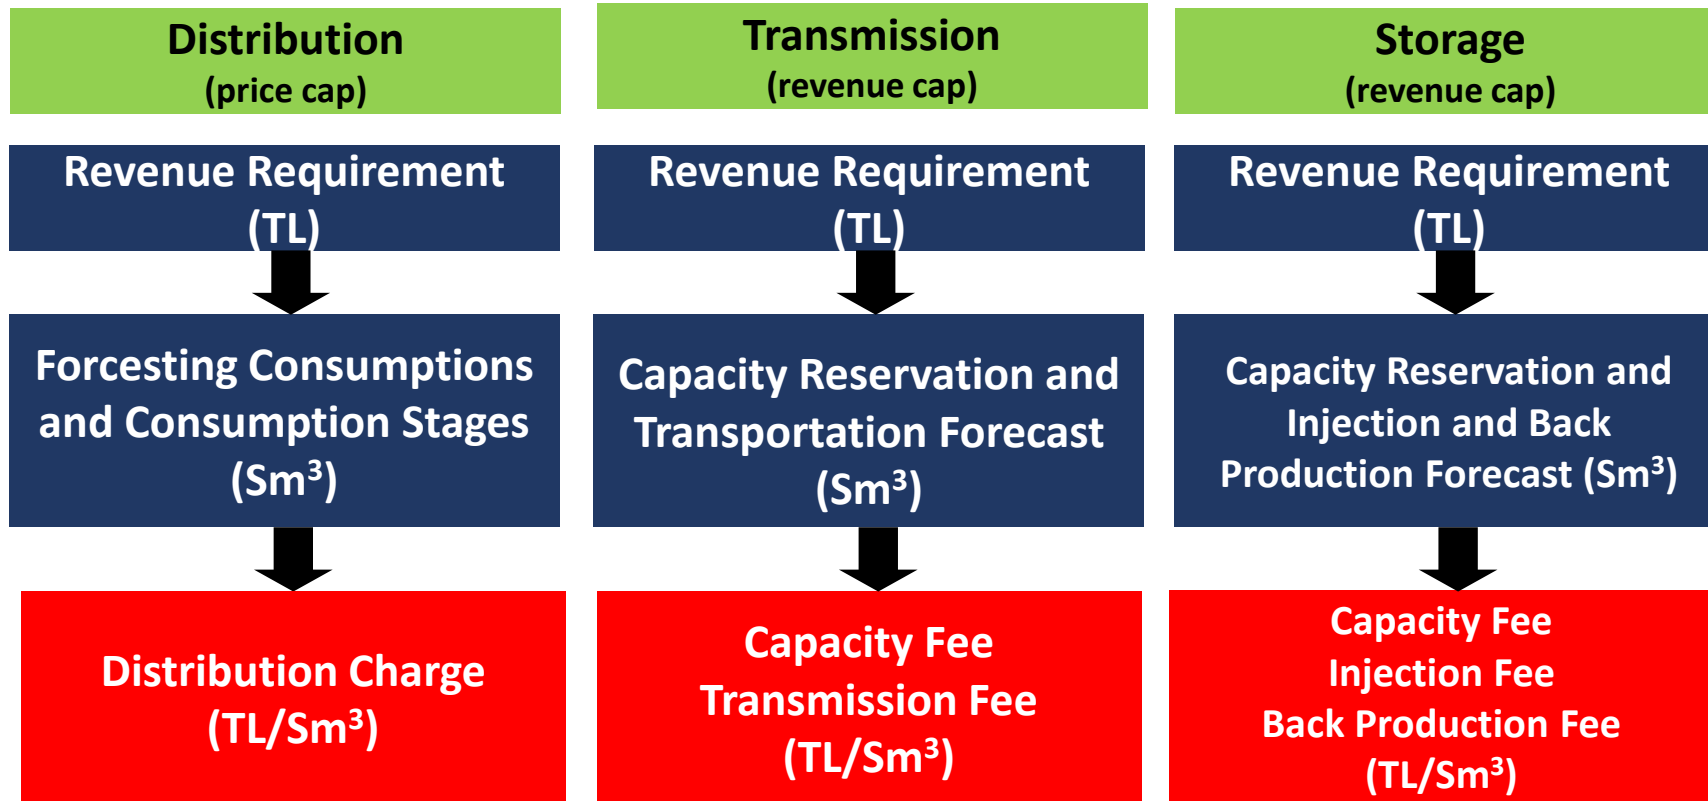 Distribution
(price cap)
Revenue Requirement
(TL)
Forcesting Consumptions
and Consumption Stages
(Sm³)
Distribution Charge
(TL/Sm³)
Transmission
(revenue cap)
Revenue Requirement
(TL)
Capacity Reservation and
Transportation Forecast
(Sm³)
Capacity Fee
Transmission Fee
(TL/Sm³)
Storage
(revenue cap)
Revenue Requirement
(TL)
Capacity Reservation and
Injection and Back
Production Forecast (Sm³)
Capacity Fee
Injection Fee
Back Production Fee
(TL/Sm³)